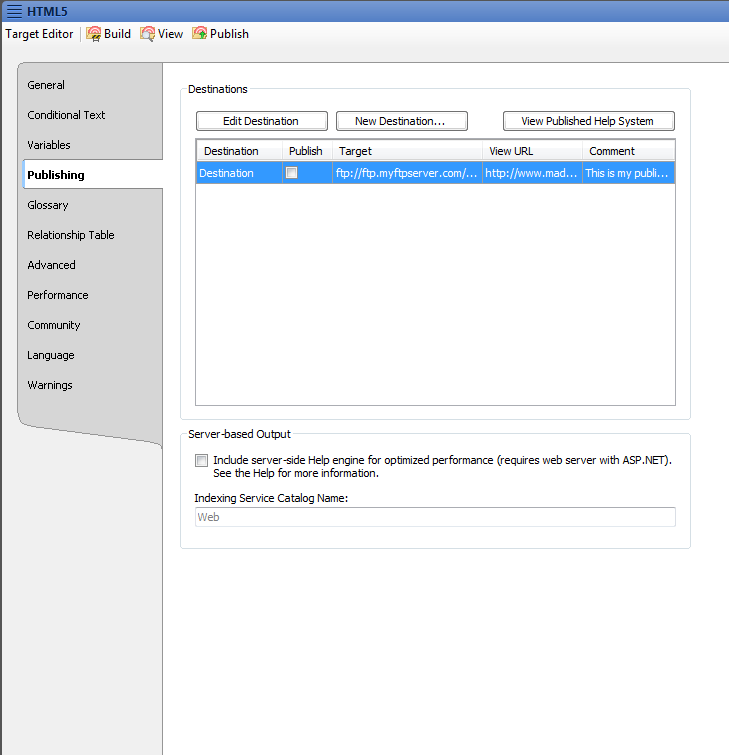 HTML5
Target Editor Build View Publish
General
Conditional Text
Variables
Publishing
Glossary
Relationship Table
Advanced
Performance
Community
Language
Warnings
Destinations
Edit Destination New Destination... View Published Help System
Destination Publish Target View URL Comment
Destination ftp://ftp.myftpserver.com/... http://www.mad... This is my publi...
Server-based Output
Include server-side Help engine for optimized performance (requires web server with ASP.NET).
See the Help for more information.
Indexing Service Catalog Name:
Web